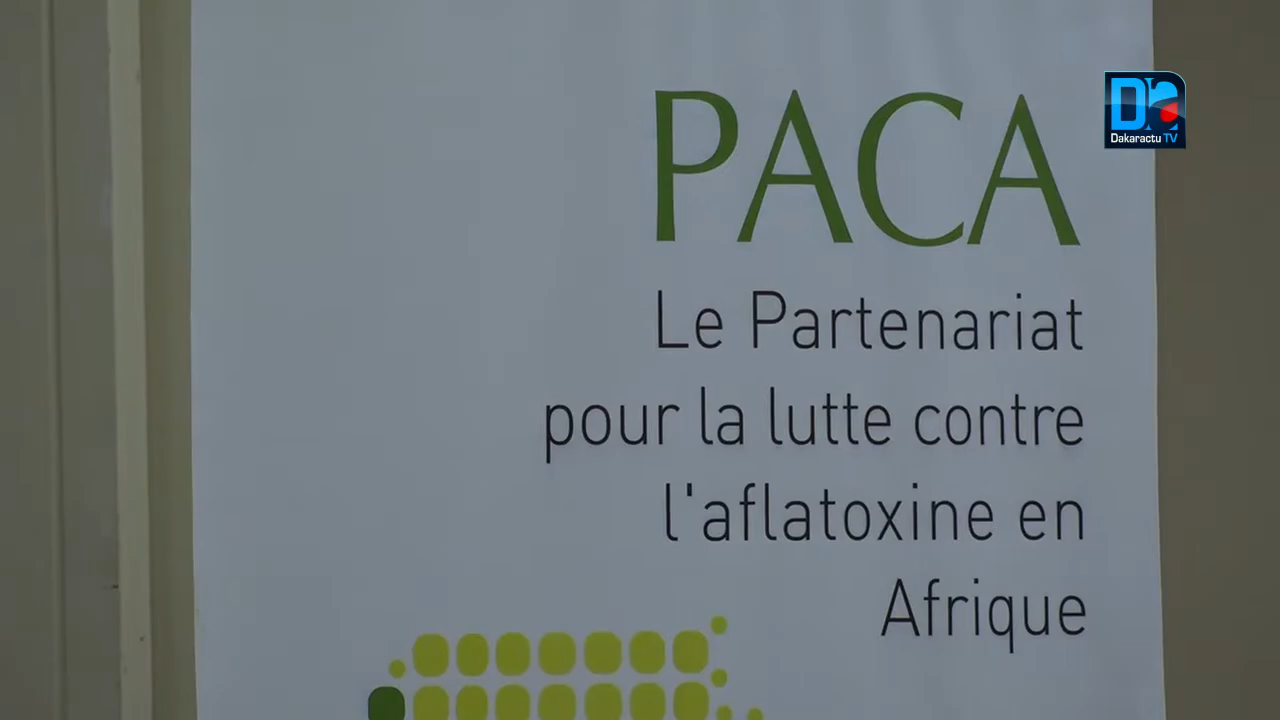 PACA
Le Partenariat
pour la lutte contre
l'aflatoxine en
Afrique
Dakaractu TV